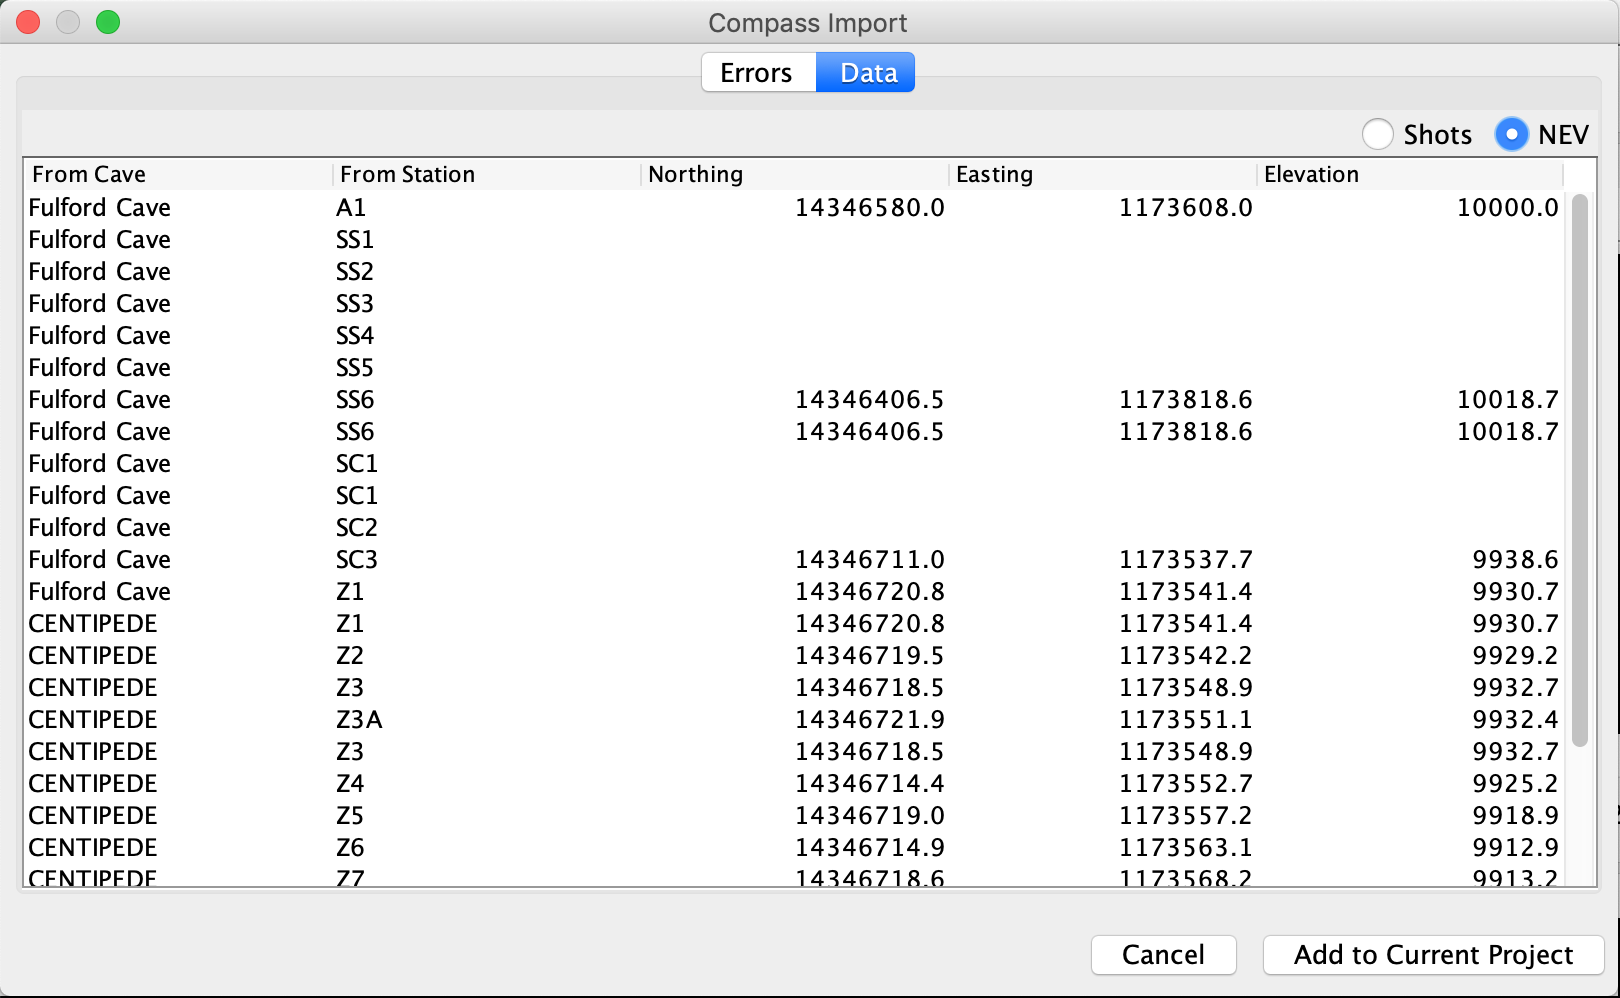 Compass Import
Errors Data
Shots NEV
From Cave From Station Northing Easting Elevation
Fulford Cave A1 14346580.0 1173608.0 10000.0
Fulford Cave SS1
Fulford Cave SS2
Fulford Cave SS3
Fulford Cave SS4
Fulford Cave SS5
Fulford Cave SS6 14346406.5 1173818.6 10018.7
Fulford Cave SS6 14346406.5 1173818.6 10018.7
Fulford Cave SC1
Fulford Cave SC1
Fulford Cave SC2
Fulford Cave SC3 14346711.0 1173537.7 9938.6
Fulford Cave Z1 14346720.8 1173541.4 9930.7
CENTIPEDE Z1 14346720.8 1173541.4 9930.7
CENTIPEDE Z2 14346719.5 1173542.2 9929.2
CENTIPEDE Z3 14346718.5 1173548.9 9932.7
CENTIPEDE Z3A 14346721.9 1173551.1 9932.4
CENTIPEDE Z3 14346718.5 1173548.9 9932.7
CENTIPEDE Z4 14346714.4 1173552.7 9925.2
CENTIPEDE Z5 14346719.0 1173557.2 9918.9
CENTIPEDE Z6 14346714.9 1173563.1 9912.9
CENTIPEDE Z7 14346718.6 1173568.2 9913.2
Cancel Add to Current Project